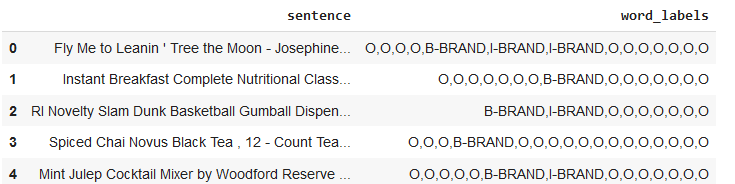 sentence word_labels
0 Fly Me to Leanin ' Tree the Moon - Josephine... O,O,O,O,B-BRAND,I-BRAND,I-BRAND,O,O,O,O,O,O,O
1 Instant Breakfast Complete Nutritional Class... O,O,O,O,O,O,O,B-BRAND,O,O,O,O,O,O,O
2 RI Novelty Slam Dunk Basketball Gumball Dispen... B-BRAND,I-BRAND,O,O,O,O,O,O,O
3 Spiced Chai Novus Black Tea , 12 - Count Tea... O,O,O,B-BRAND,O,O,O,O,O,O,O,O,O,O,O,O,O
4 Mint Julep Cocktail Mixer by Woodford Reserve ... O,O,O,O,O,B-BRAND,I-BRAND,O,O,O,O,O,O,O